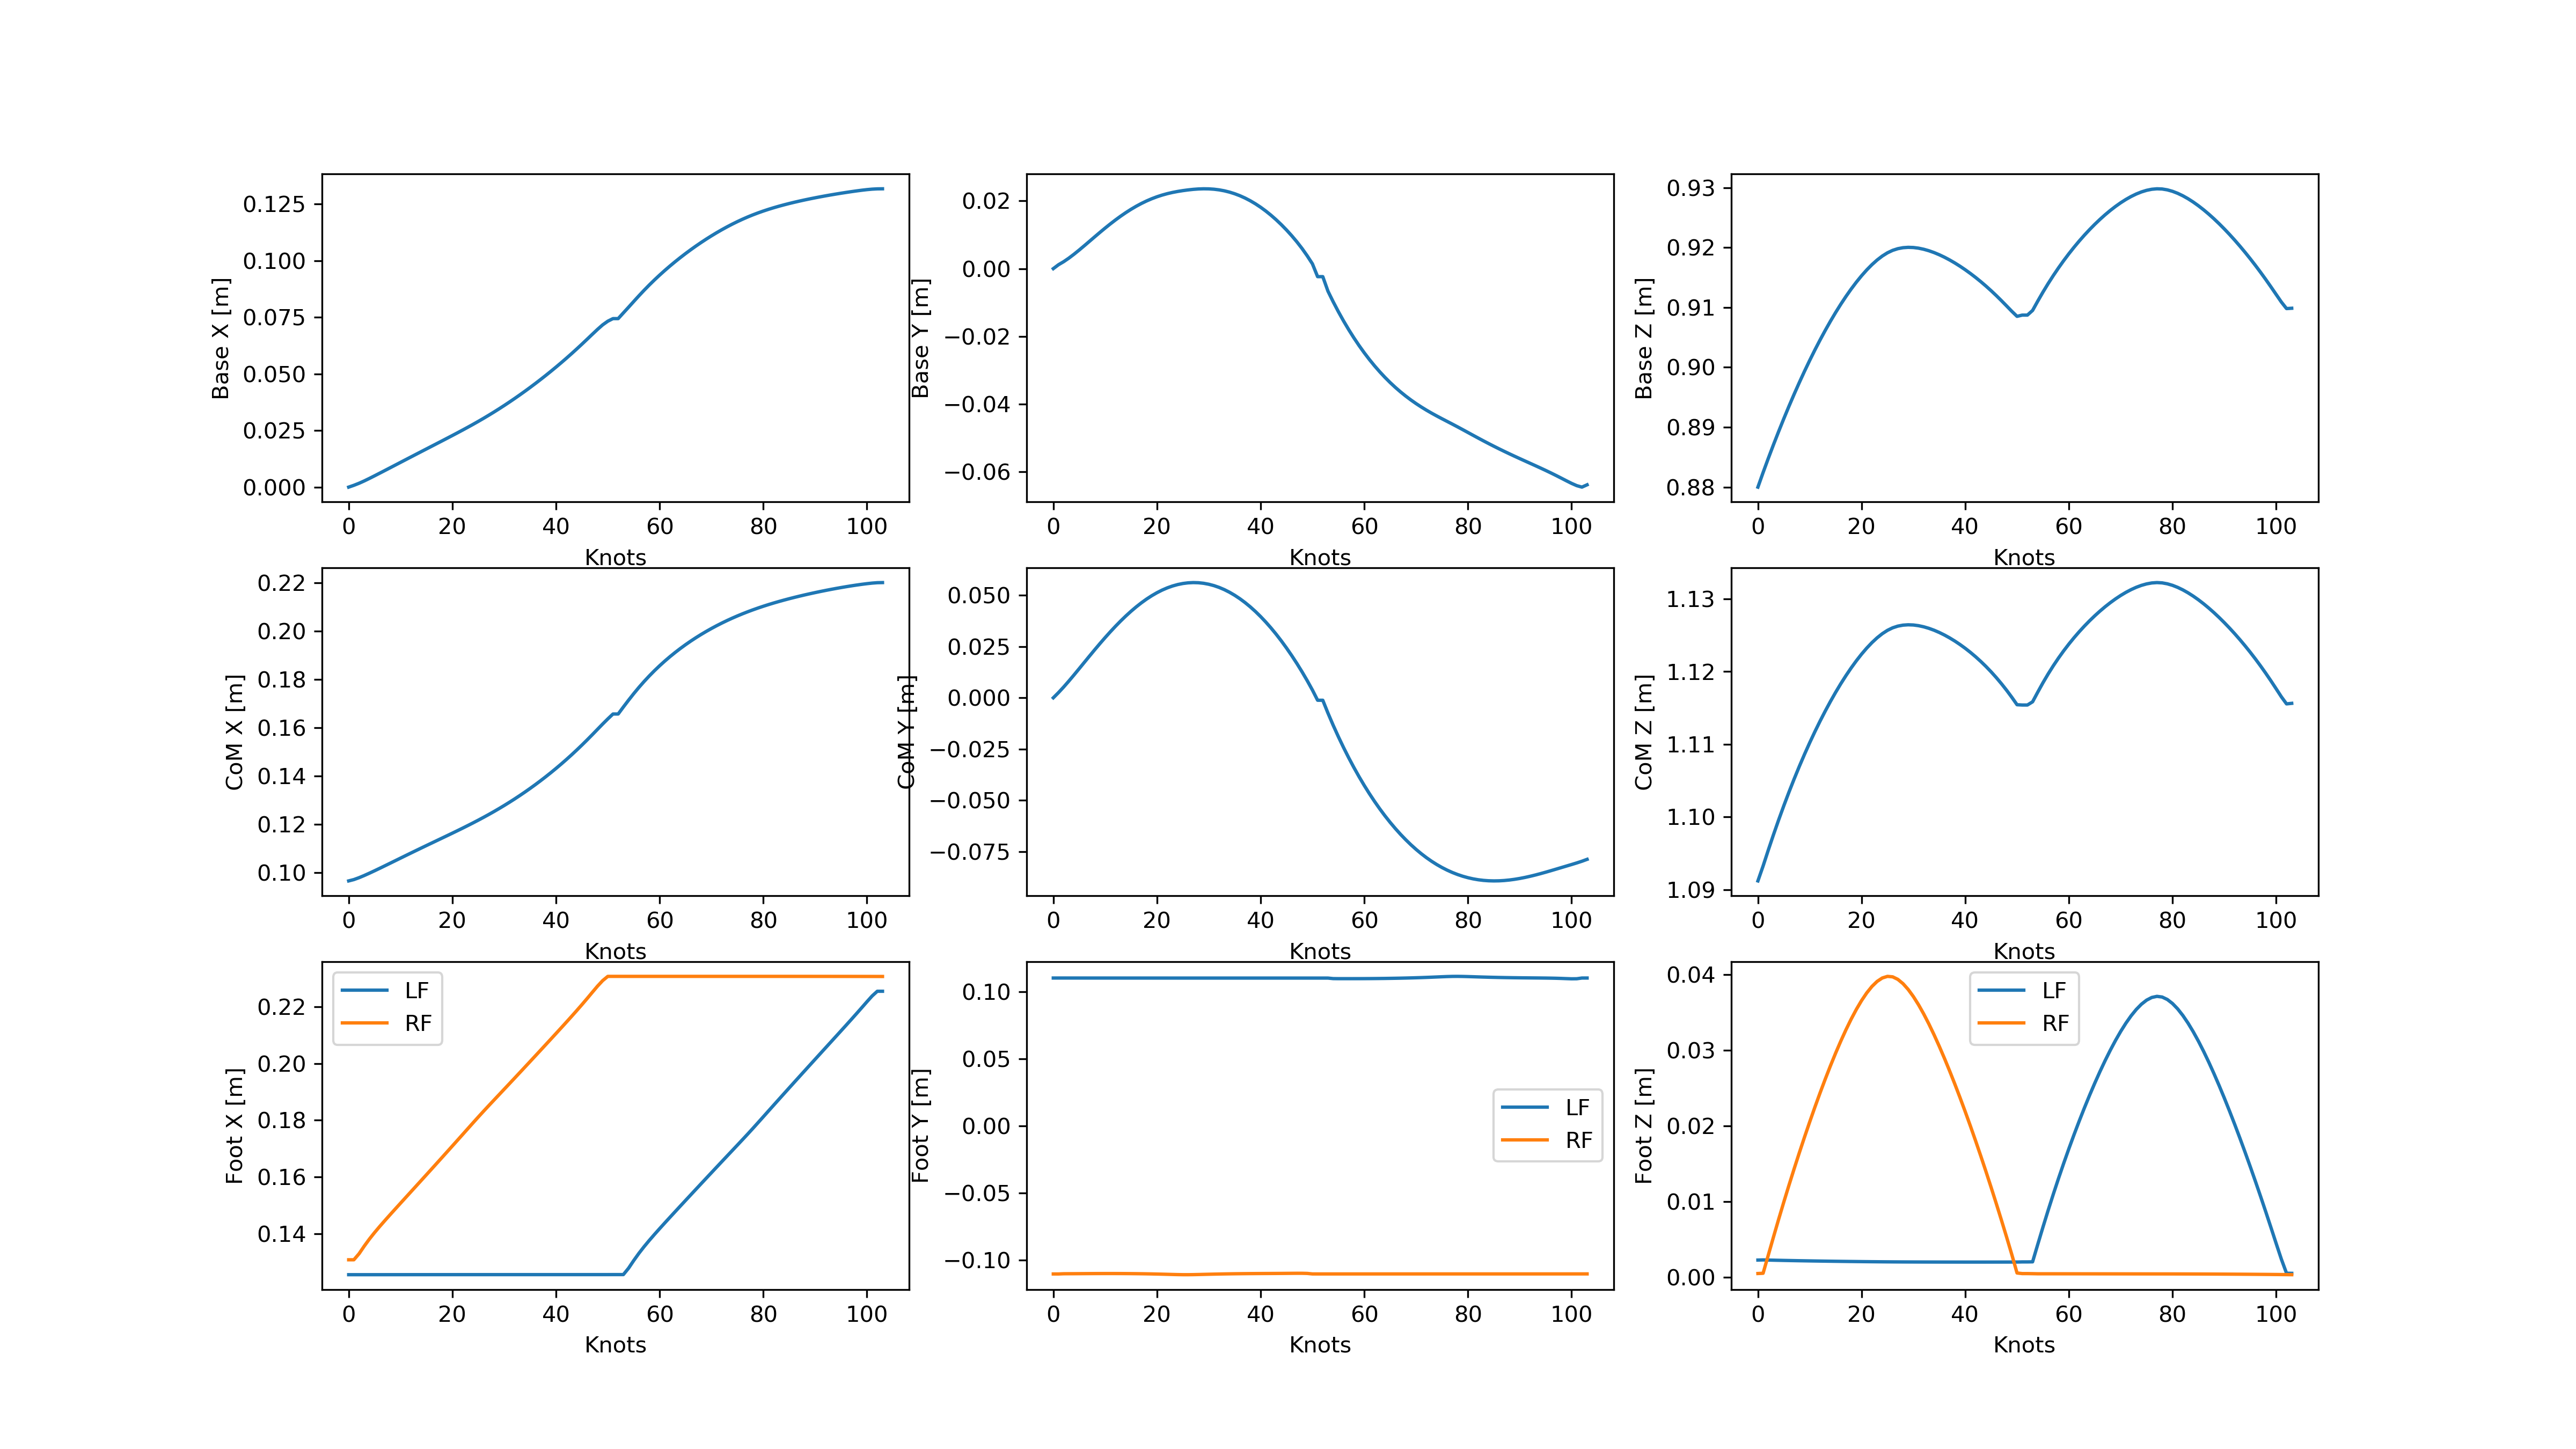 Base X [m]
0.125
0.100
0.075
0.050
0.025
0.000
0 20 40 60 80 100
Knots
Base Y [m]
0.02
0.00
−0.02
−0.04
−0.06
0 20 40 60 80 100
Knots
Base Z [m]
0.93
0.92
0.91
0.90
0.89
0.88
0 20 40 60 80 100
Knots
CoM X [m]
0.22
0.20
0.18
0.16
0.14
0.12
0.10
0 20 40 60 80 100
Knots
CoM Y [m]
0.050
0.025
0.000
−0.025
−0.050
−0.075
0 20 40 60 80 100
Knots
CoM Z [m]
1.13
1.12
1.11
1.10
1.09
0 20 40 60 80 100
Knots
Foot X [m]
0.22
0.20
0.18
0.16
0.14
LF
RF
0 20 40 60 80 100
Knots
Foot Y [m]
0.10
0.05
0.00
−0.05
−0.10
LF
RF
0 20 40 60 80 100
Knots
Foot Z [m]
0.04
0.03
0.02
0.01
0.00
LF
RF
0 20 40 60 80 100
Knots